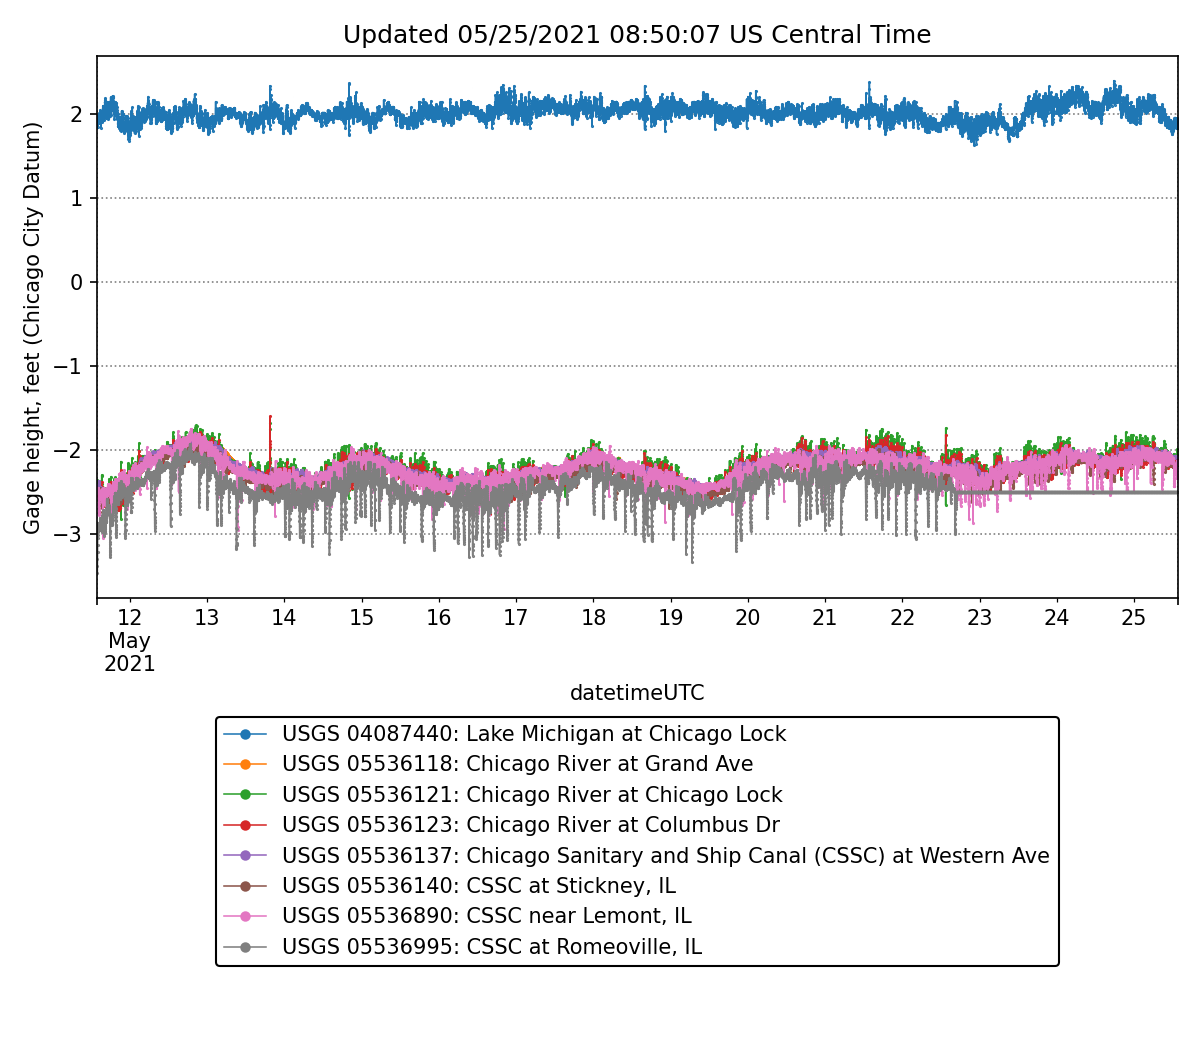 Updated 05/25/2021 08:50:07 US Central Time
Gage height, feet (Chicago City Datum)
2
1
0
−1
−2
−3
12 13 14 15 16 17 18 19 20 21 22 23 24 25
May
2021
datetimeUTC
USGS 04087440: Lake Michigan at Chicago Lock
USGS 05536118: Chicago River at Grand Ave
USGS 05536121: Chicago River at Chicago Lock
USGS 05536123: Chicago River at Columbus Dr
USGS 05536137: Chicago Sanitary and Ship Canal (CSSC) at Western Ave
USGS 05536140: CSSC at Stickney, IL
USGS 05536890: CSSC near Lemont, IL
USGS 05536995: CSSC at Romeoville, IL